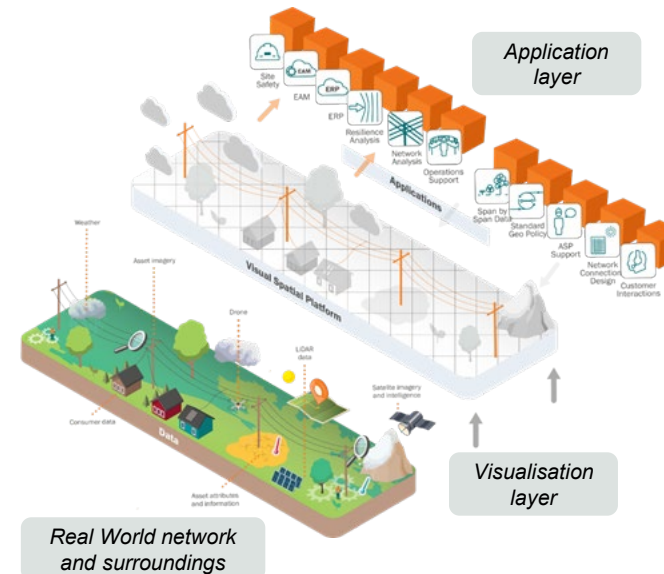 Application
layer
Site
Safety
EAM
EAM
ERP
ERP
Resilience
Analysis
Network
Analysis
Operations
Support
Applications
Span by
Span Data
Standard
Geo Policy
ASP
Support
Network
Connection
Design
Customer
Interactions
Visual Spatial Platform
Weather
Asset imagery
Drone
LiDAR
data
Satellite imagery
and intelligence
Consumer data
Data
Asset attributes
and information
Visualisation
layer
Real World network
and surroundings